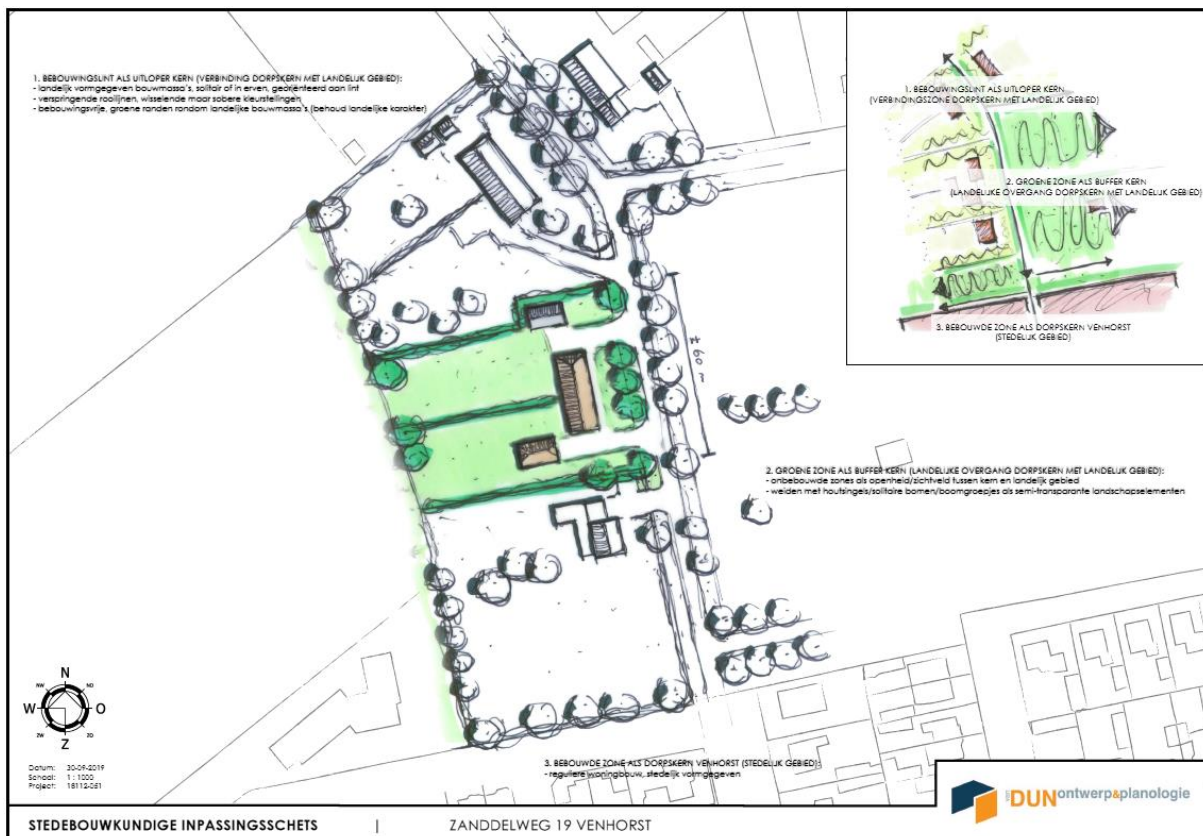 1. BEBOUWINGSLINT ALS UITLOPER KERN (VERBINDING DORPSKERN MET LANDELIJK GEBIED):
- landelijk vormgegeven bouwmassa's, solitair of in erven, georiënteerd aan lint
- verspringende rooilijnen, wisselende maar sobere kleurstellingen
- bebouwingsvrije, groene randen rondom landelijke bouwmassa's (behoud landelijke karakter)
1. BEBOUWINGSLINT ALS UITLOPER KERN
(VERBINDINGSZONE DORPSKERN MET LANDELIJK GEBIED)
2. GROENE ZONE ALS BUFFER KERN
(LANDELIJKE OVERGANG DORPSKERN MET LANDELIJK GEBIED)
3. BEBOUWDE ZONE ALS DORPSKERN VENHORST
(STEDELIJK GEBIED)
± 60 m
2. GROENE ZONE ALS BUFFER KERN (LANDELIJKE OVERGANG DORPSKERN MET LANDELIJK GEBIED):
- onbebouwde zones als openheid/zichtveld tussen kern en landelijk gebied
- weiden met houtsingels/solitaire bomen/boomgroepjes als semi-transparante landschapselementen
N
NW NO
W O
ZW ZO
Z
Datum: 30-09-2019
Schaal: 1 : 1000
Project: 18112-051
3. BEBOUWDE ZONE ALS DORPSKERN VENHORST (STEDELIJK GEBIED):
- reguliere woningbouw, stedelijk vormgegeven
DUN ontwerp&planologie
STEDEBOUWKUNDIGE INPASSINGSSCHETS | ZANDDELWEG 19 VENHORST